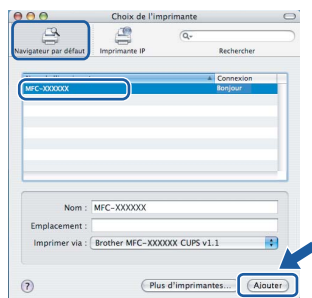 Choix de l'imprimante
Navigateur par défaut Imprimante IP Rechercher
Connexion
MFC-XXXXXX Bonjour
Nom : MFC-XXXXXX
Emplacement :
Imprimer via : Brother MFC-XXXXXX CUPS v1.1
? Plus d'imprimantes... Ajouter